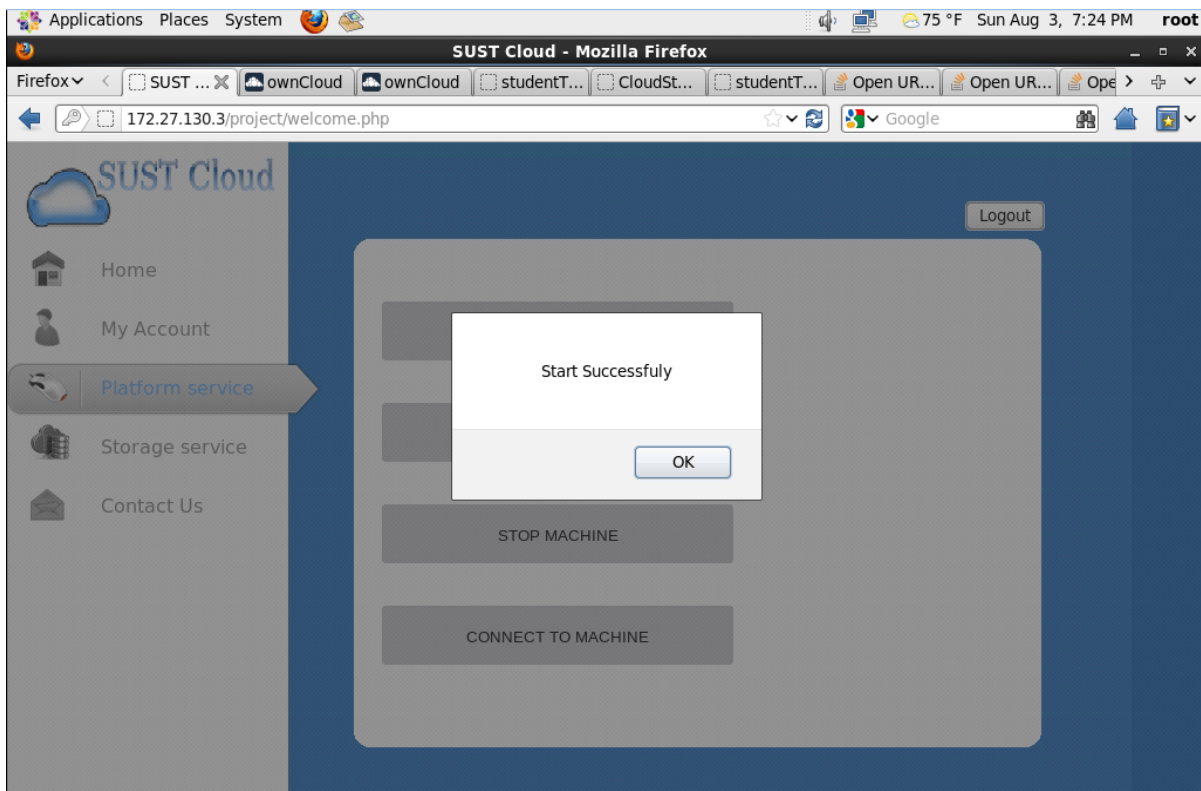 Applications Places System 75 °F Sun Aug 3, 7:24 PM root
SUST Cloud - Mozilla Firefox
Firefox SUST ... ownCloud ownCloud studentT... CloudSt... studentT... Open UR... Open UR... Ope
172.27.130.3/project/welcome.php Google
SUST Cloud
Logout
Home
My Account
Platform service
Storage service
Contact Us
Start Successfuly
OK
STOP MACHINE
CONNECT TO MACHINE